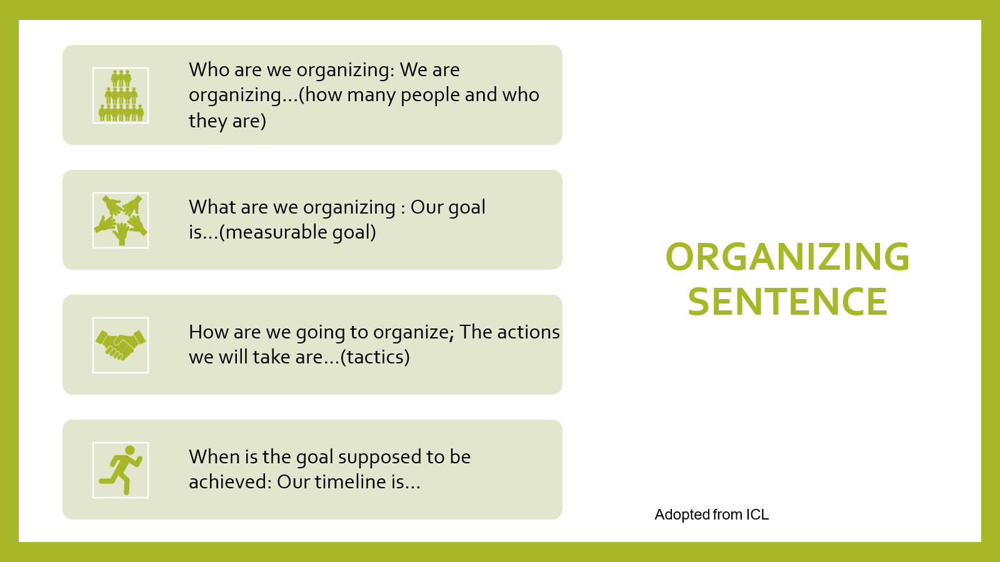 Who are we organizing: We are
organizing...(how many people and who
they are)
What are we organizing : Our goal
is...(measurable goal)
How are we going to organize; The actions
we will take are...(tactics)
When is the goal supposed to be
achieved: Our timeline is...
ORGANIZING
SENTENCE
Adopted from ICL